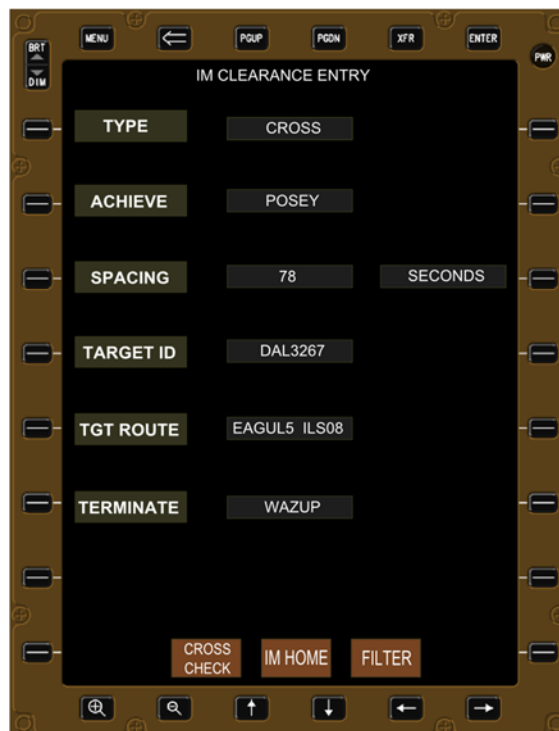 MENU PGUP PGDN XFR ENTER
BRT
DIM
PWR
IM CLEARANCE ENTRY
TYPE CROSS
ACHIEVE POSEY
SPACING 78 SECONDS
TARGET ID DAL3267
TGT ROUTE EAGUL5 ILS08
TERMINATE WAZUP
CROSS
CHECK
IM HOME
FILTER